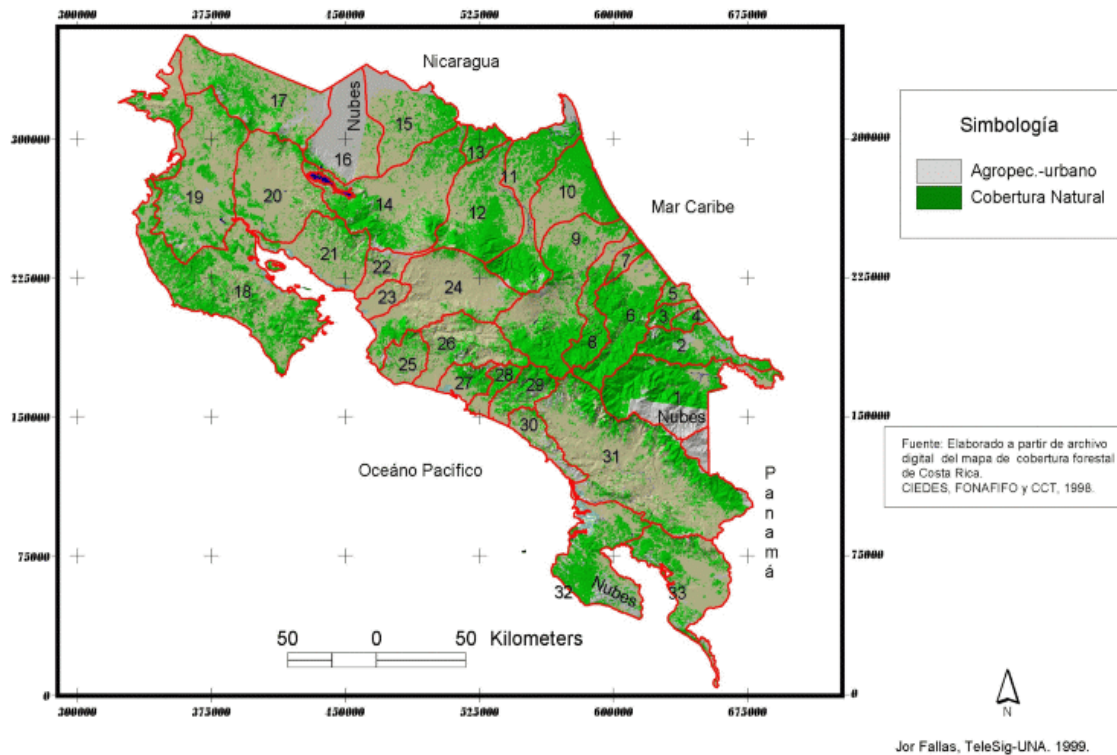 300000 375000 450000 525000 600000 675000
Nicaragua
17
Nubes
15
300000
300000
16
13
11
19
20
14
12
10
Mar Caribe
9
21
22
7
225000
225000
18
23
24
5
6
3
4
8
2
26
25
28
27
29
1
Nubes
150000
150000
30
31
Oceáno Pacífico
Panamá
75000
75000
32
Nubes
33
50 0 50 Kilometers
0
0
300000 375000 450000 525000 600000 675000
Simbología
Agropec.-urbano
Cobertura Natural
Fuente: Elaborado a partir de archivo
digital del mapa de cobertura forestal
de Costa Rica.
CIEDES, FONAFIFO y CCT, 1998.
N
Jor Fallas, TeleSig-UNA. 1999.